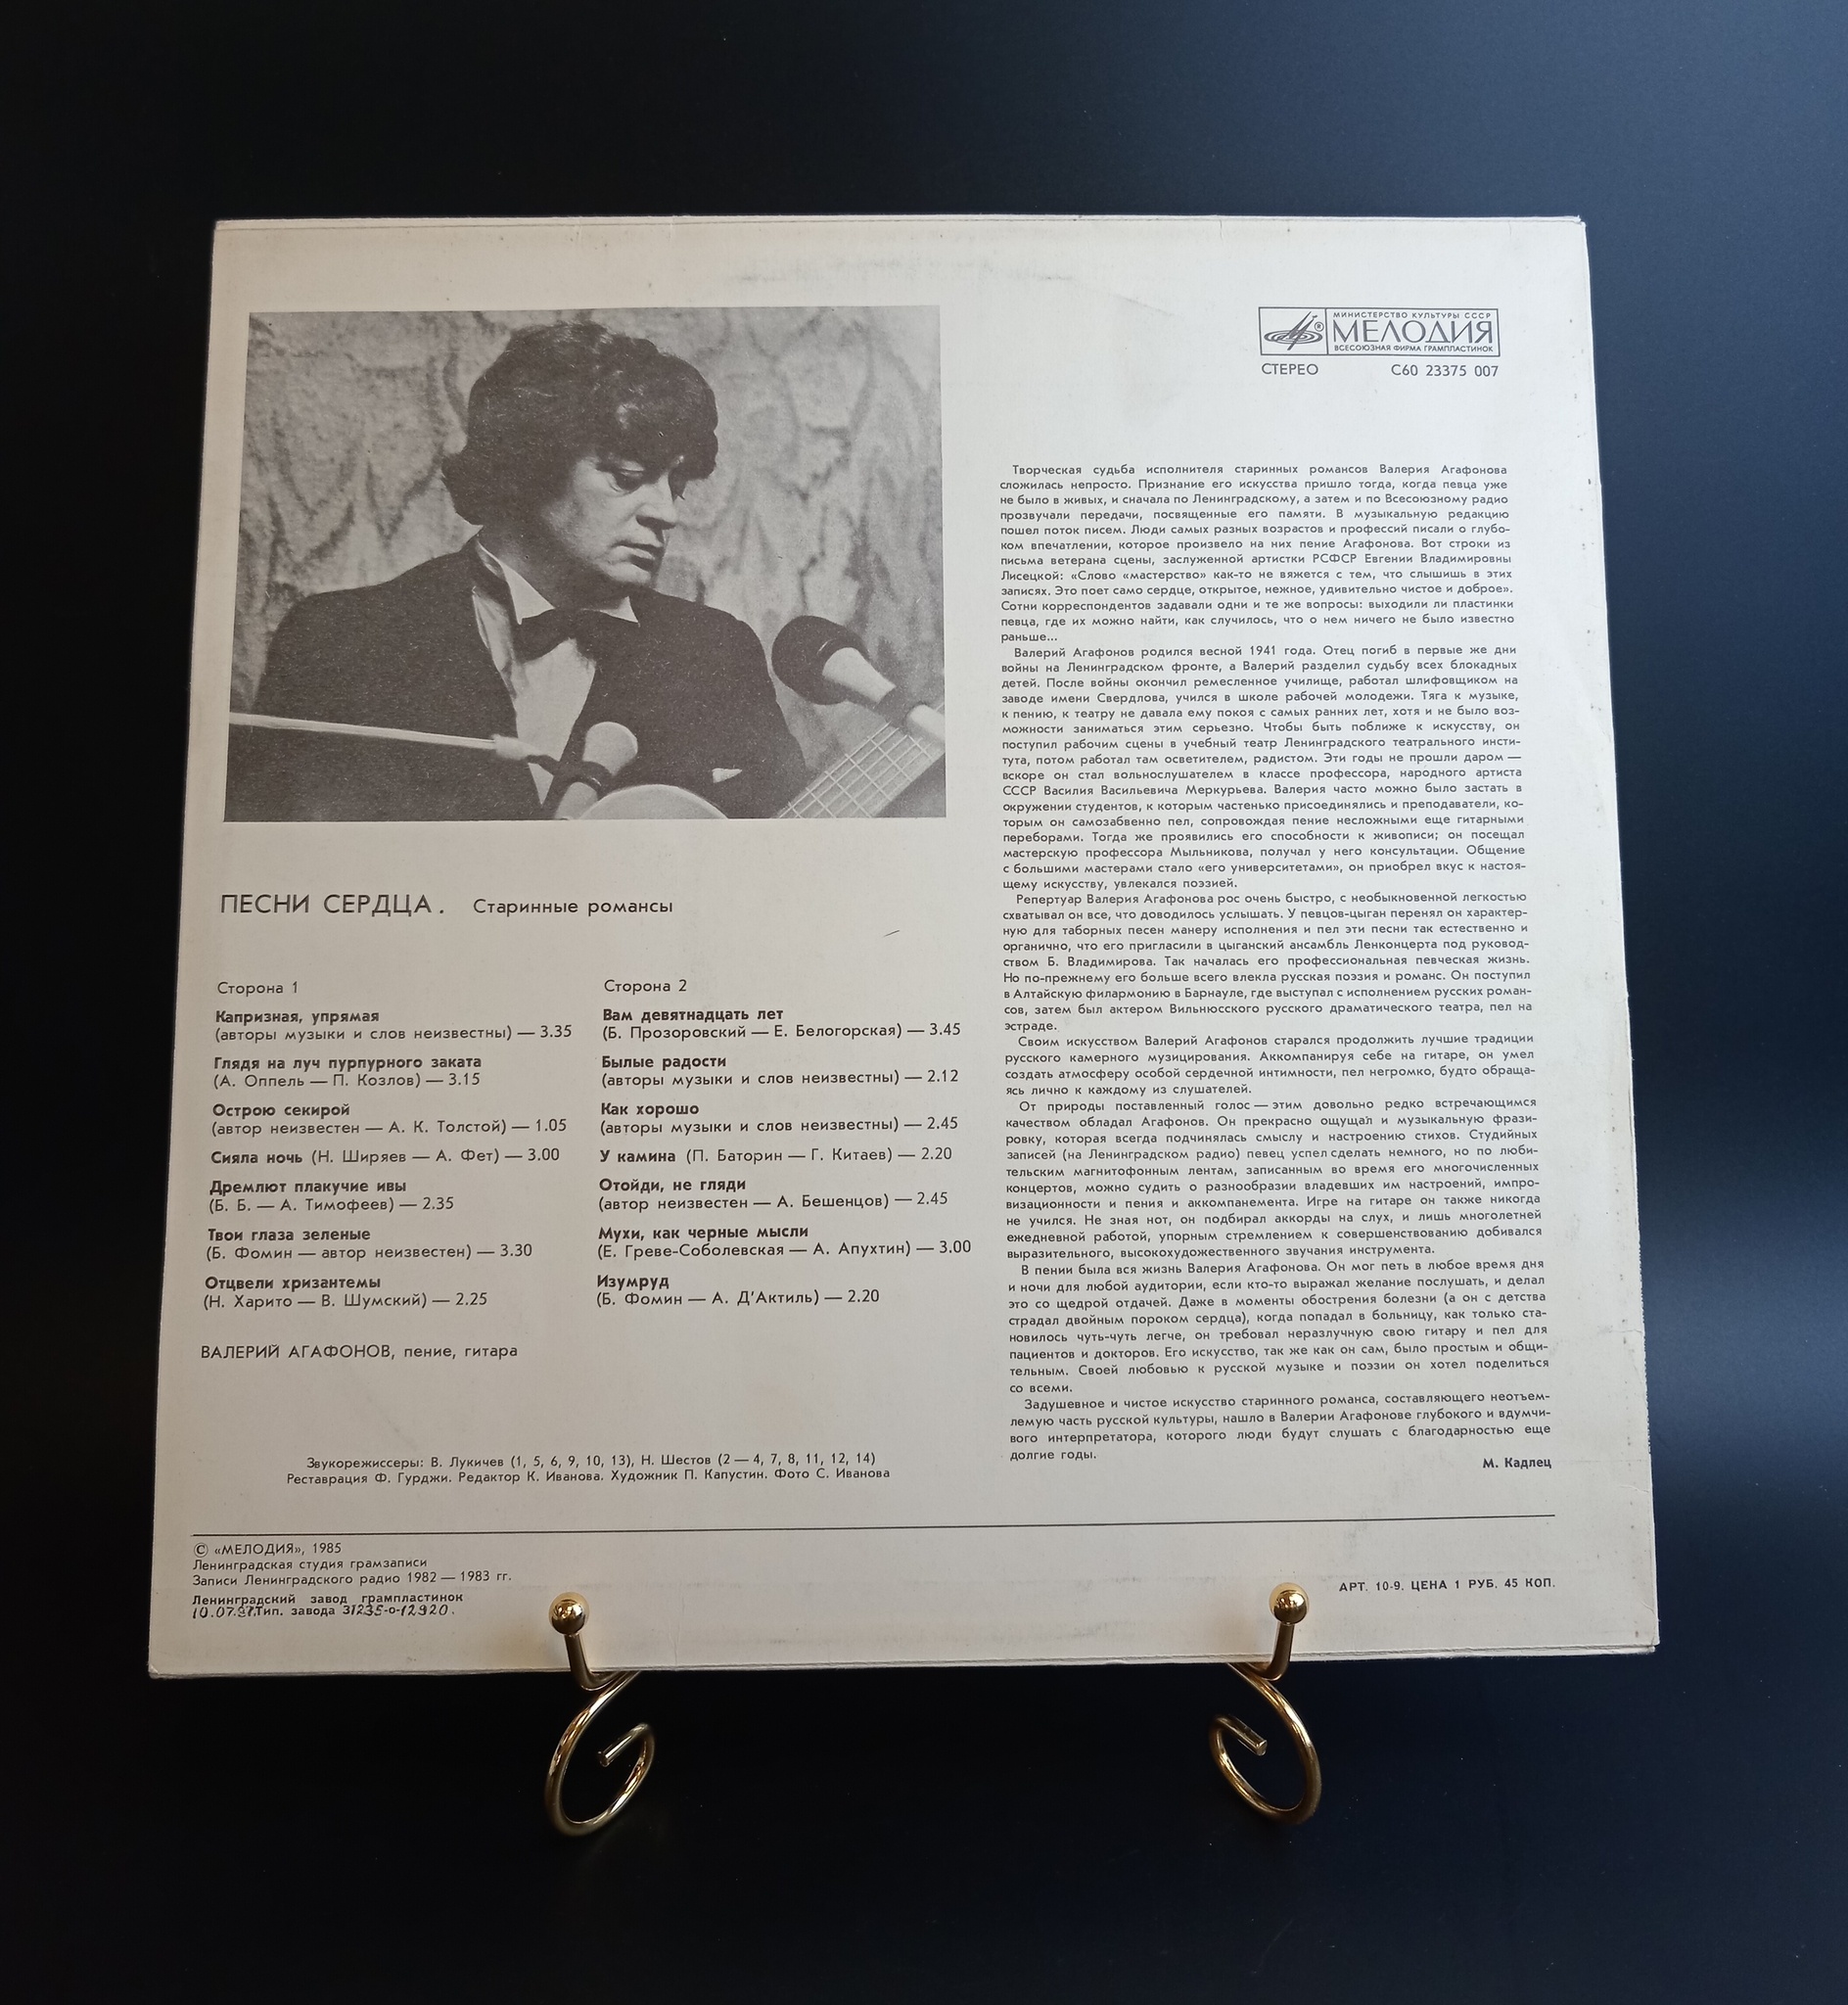 МИНИСТЕРСТВО КУЛЬТУРЫ СССР
МЕЛОДИЯ
ВСЕСОЮЗНАЯ ФИРМА ГРАМПЛАСТИНОК
СТЕРЕО С60 23375 007
ПЕСНИ СЕРДЦА. Старинные романсы
Сторона 1
Капризная, упрямая
(авторы музыки и слов неизвестны) — 3.35
Глядя на луч пурпурного заката
(А. Оппель — П. Козлов) — 3.15
Острою секирой
(автор неизвестен — А. К. Толстой) — 1.05
Сияла ночь (Н. Ширяев — А. Фет) — 3.00
Дремлют плакучие ивы
(Б. Б. — А. Тимофеев) — 2.35
Твои глаза зеленые
(Б. Фомин — автор неизвестен) — 3.30
Отцвели хризантемы
(Н. Харито — В. Шумский) — 2.25
Сторона 2
Вам девятнадцать лет
(Б. Прозоровский — Е. Белогорская) — 3.45
Былые радости
(авторы музыки и слов неизвестны) — 2.12
Как хорошо
(авторы музыки и слов неизвестны) — 2.45
У камина (П. Баторин — Г. Китаев) — 2.20
Отойди, не гляди
(автор неизвестен — А. Бешенцов) — 2.45
Мухи, как черные мысли
(Е. Греве-Соболевская — А. Апухтин) — 3.00
Изумруд
(Б. Фомин — А. Д'Актиль) — 2.20
ВАЛЕРИЙ АГАФОНОВ, пение, гитара
Звукорежиссеры: В. Лукичев (1, 5, 6, 9, 10, 13), Н. Шестов (2 — 4, 7, 8, 11, 12, 14)
Реставрация Ф. Гурджи. Редактор К. Иванова. Художник П. Капустин. Фото С. Иванова
Творческая судьба исполнителя старинных романсов Валерия Агафонова
сложилась непросто. Признание его искусства пришло тогда, когда певца уже
не было в живых, и сначала по Ленинградскому, а затем и по Всесоюзному радио
прозвучали передачи, посвященные его памяти. В музыкальную редакцию
пошел поток писем. Люди самых разных возрастов и профессий писали о глубо-
ком впечатлении, которое произвело на них пение Агафонова. Вот строки из
письма ветерана сцены, заслуженной артистки РСФСР Евгении Владимировны
Лисецкой: «Слово «мастерство» как-то не вяжется с тем, что слышишь в этих
записях. Это поет само сердце, открытое, нежное, удивительно чистое и доброе».
Сотни корреспондентов задавали одни и те же вопросы: выходили ли пластинки
певца, где их можно найти, как случилось, что о нем ничего не было известно
раньше...
Валерий Агафонов родился весной 1941 года. Отец погиб в первые же дни
войны на Ленинградском фронте, а Валерий разделил судьбу всех блокадных
детей. После войны окончил ремесленное училище, работал шлифовщиком на
заводе имени Свердлова, учился в школе рабочей молодежи. Тяга к музыке,
к пению, к театру не давала ему покоя с самых ранних лет, хотя и не было воз-
можности заниматься этим серьезно. Чтобы быть поближе к искусству, он
поступил рабочим сцены в учебный театр Ленинградского театрального инсти-
тута, потом работал там осветителем, радистом. Эти годы не прошли даром —
вскоре он стал вольнослушателем в классе профессора, народного артиста
СССР Василия Васильевича Меркурьева. Валерия часто можно было застать в
окружении студентов, к которым частенько присоединялись и преподаватели, ко-
торым он самозабвенно пел, сопровождая пение несложными еще гитарными
переборами. Тогда же проявились его способности к живописи; он посещал
мастерскую профессора Мыльникова, получал у него консультации. Общение
с большими мастерами стало «его университетами», он приобрел вкус к настоя-
щему искусству, увлекался поэзией.
Репертуар Валерия Агафонова рос очень быстро, с необыкновенной легкостью
схватывал он все, что доводилось услышать. У певцов-цыган перенял он характер-
ную для таборных песен манеру исполнения и пел эти песни так естественно и
органично, что его пригласили в цыганский ансамбль Ленконцерта под руковод-
ством Б. Владимирова. Так началась его профессиональная певческая жизнь.
Но по-прежнему его больше всего влекла русская поэзия и романс. Он поступил
в Алтайскую филармонию в Барнауле, где выступал с исполнением русских роман-
сов, затем был актером Вильнюсского русского драматического театра, пел на
эстраде.
Своим искусством Валерий Агафонов старался продолжить лучшие традиции
русского камерного музицирования. Аккомпанируя себе на гитаре, он умел
создать атмосферу особой сердечной интимности, пел негромко, будто обраща-
ясь лично к каждому из слушателей.
От природы поставленный голос — этим довольно редко встречающимся
качеством обладал Агафонов. Он прекрасно ощущал и музыкальную фрази-
ровку, которая всегда подчинялась смыслу и настроению стихов. Студийных
записей (на Ленинградском радио) певец успел сделать немного, но по люби-
тельским магнитофонным лентам, записанным во время его многочисленных
концертов, можно судить о разнообразии владевших им настроений, импро-
визационности и пения и аккомпанемента. Игре на гитаре он также никогда
не учился. Не зная нот, он подбирал аккорды на слух, и лишь многолетней
ежедневной работой, упорным стремлением к совершенствованию добивался
выразительного, высокохудожественного звучания инструмента.
В пении была вся жизнь Валерия Агафонова. Он мог петь в любое время дня
и ночи для любой аудитории, если кто-то выражал желание послушать, и делал
это со щедрой отдачей. Даже в моменты обострения болезни (а он с детства
страдал двойным пороком сердца), когда попадал в больницу, как только ста-
новилось чуть-чуть легче, он требовал неразлучную свою гитару и пел для
пациентов и докторов. Его искусство, так же как он сам, было простым и общи-
тельным. Своей любовью к русской музыке и поэзии он хотел поделиться
со всеми.
Задушевное и чистое искусство старинного романса, составляющего неотъем-
лемую часть русской культуры, нашло в Валерии Агафонове глубокого и вдумчи-
вого интерпретатора, которого люди будут слушать с благодарностью еще
долгие годы.
М. Кадлец
© «МЕЛОДИЯ», 1985
Ленинградская студия грамзаписи
Записи Ленинградского радио 1982 — 1983 гг.
Ленинградский завод грампластинок
10.07.87.Тип. завода 31235-о-12920.
АРТ. 10-9. ЦЕНА 1 РУБ. 45 КОП.